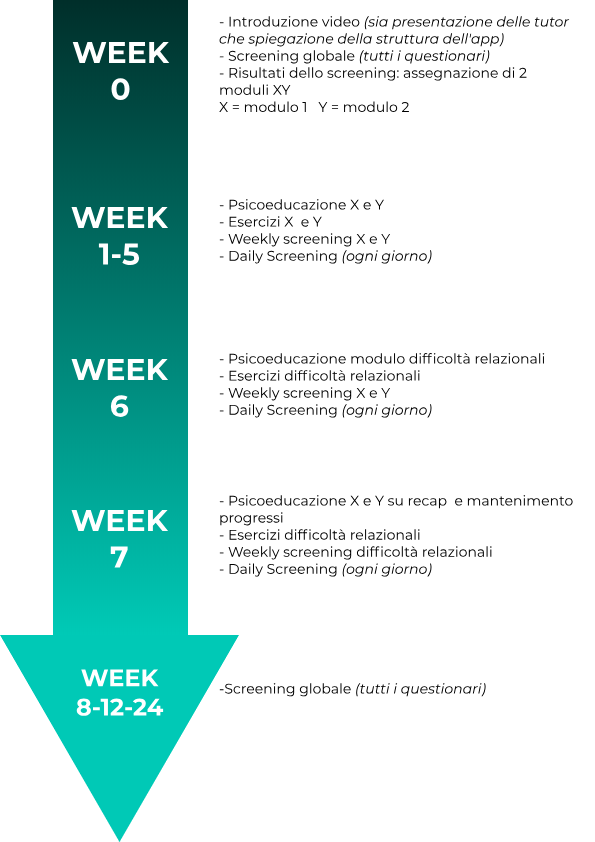 WEEK
0
- Introduzione video (sia presentazione delle tutor
che spiegazione della struttura dell'app)
- Screening globale (tutti i questionari)
- Risultati dello screening: assegnazione di 2
moduli XY
X = modulo 1   Y = modulo 2
WEEK
1-5
- Psicoeducazione X e Y
- Esercizi X  e Y
- Weekly screening X e Y
- Daily Screening (ogni giorno)
WEEK
6
- Psicoeducazione modulo difficoltà relazionali
- Esercizi difficoltà relazionali
- Weekly screening X e Y
- Daily Screening (ogni giorno)
WEEK
7
- Psicoeducazione X e Y su recap  e mantenimento
progressi
- Esercizi difficoltà relazionali
- Weekly screening difficoltà relazionali
- Daily Screening (ogni giorno)
WEEK
8-12-24
-Screening globale (tutti i questionari)